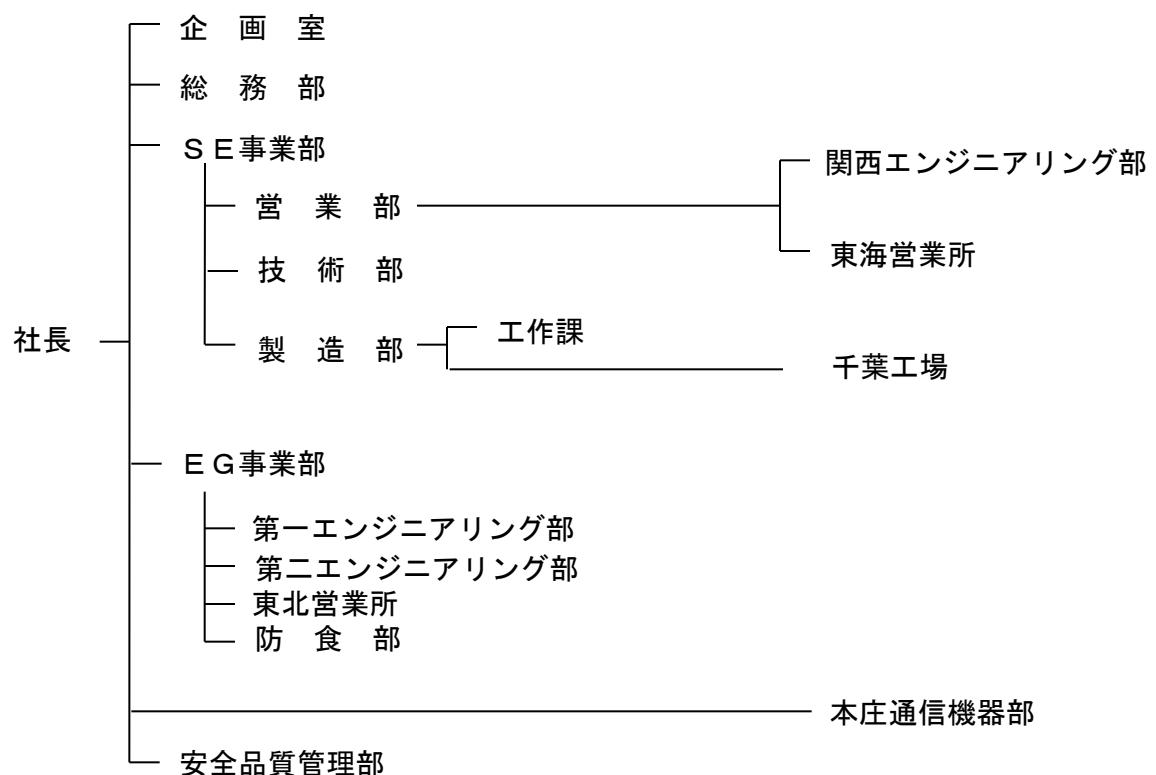 企　画　室
総　務　部
ＳＥ事業部
関西エンジニアリング部
営　業　部
東海営業所
技　術　部
工作課
社長
製　造　部
千葉工場
ＥＧ事業部
第一エンジニアリング部
第二エンジニアリング部
東北営業所
防　食　部
本庄通信機器部
安全品質管理部